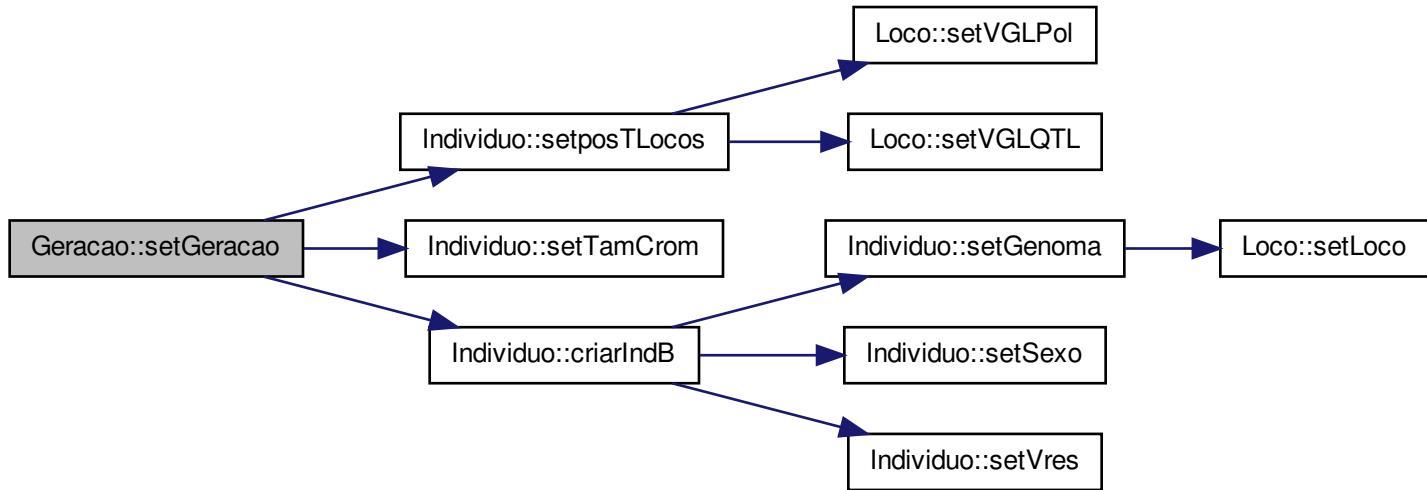 Loco::setVGLPol
Individuo::setposTLocos
Loco::setVGLQTL
Geracao::setGeracao
Individuo::setTamCrom
Individuo::setGenoma
Loco::setLoco
Individuo::criarIndB
Individuo::setSexo
Individuo::setVres